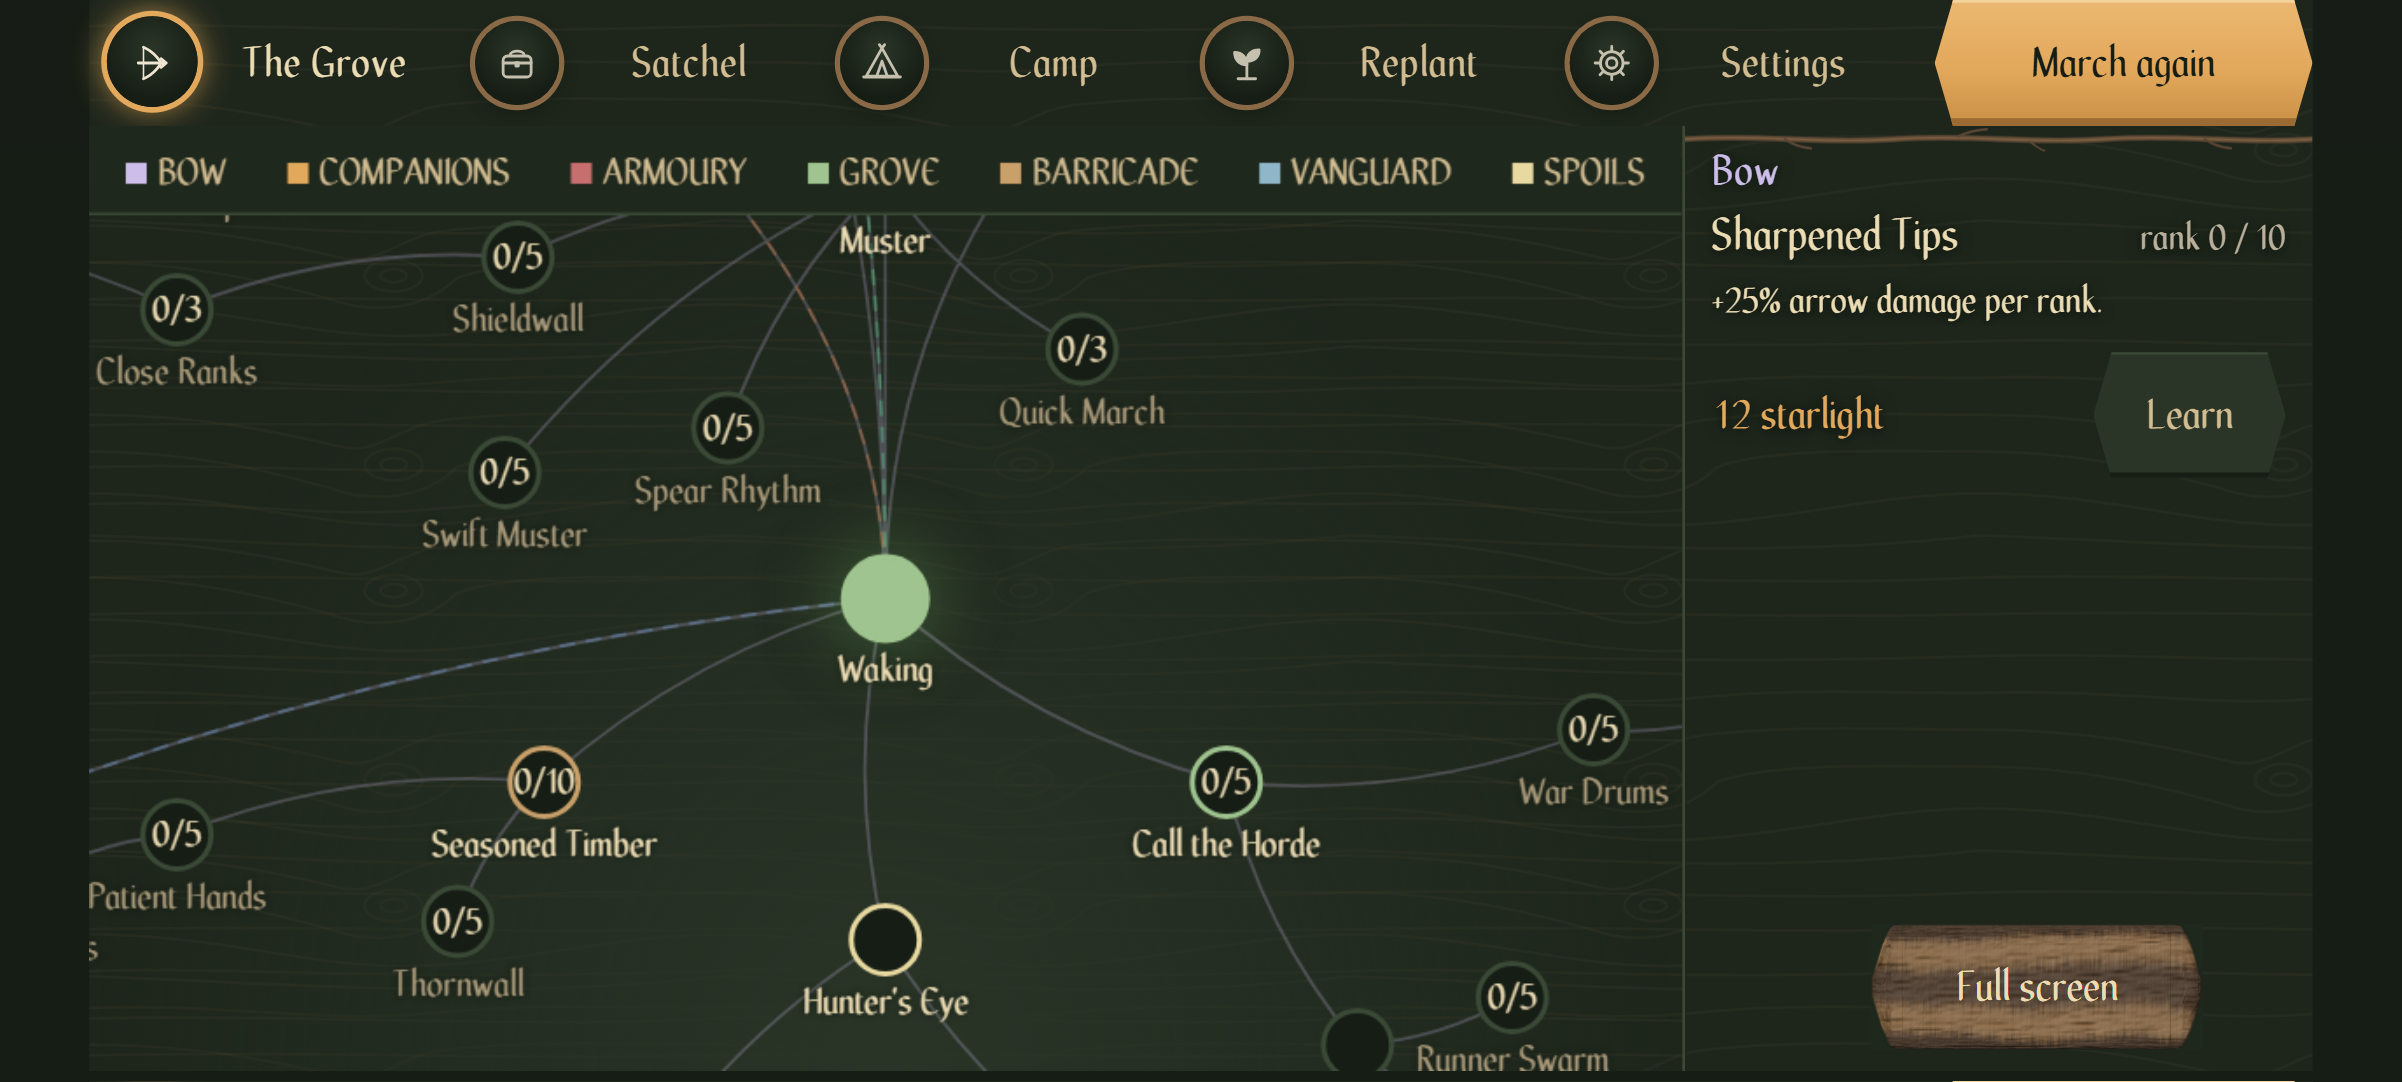 The Grove
Satchel
Camp
Replant
Settings
March again
BOW
COMPANIONS
ARMOURY
GROVE
BARRICADE
VANGUARD
SPOILS
Bow
Sharpened Tips
rank 0 / 10
+25% arrow damage per rank.
12 starlight
Learn
Muster
0/5
Shieldwall
0/3
Close Ranks
0/3
Quick March
0/5
Spear Rhythm
0/5
Swift Muster
Waking
0/5
War Drums
0/10
Seasoned Timber
0/5
Call the Horde
0/5
Patient Hands
0/5
Thornwall
s
Hunter's Eye
0/5
Runner Swarm
Full screen